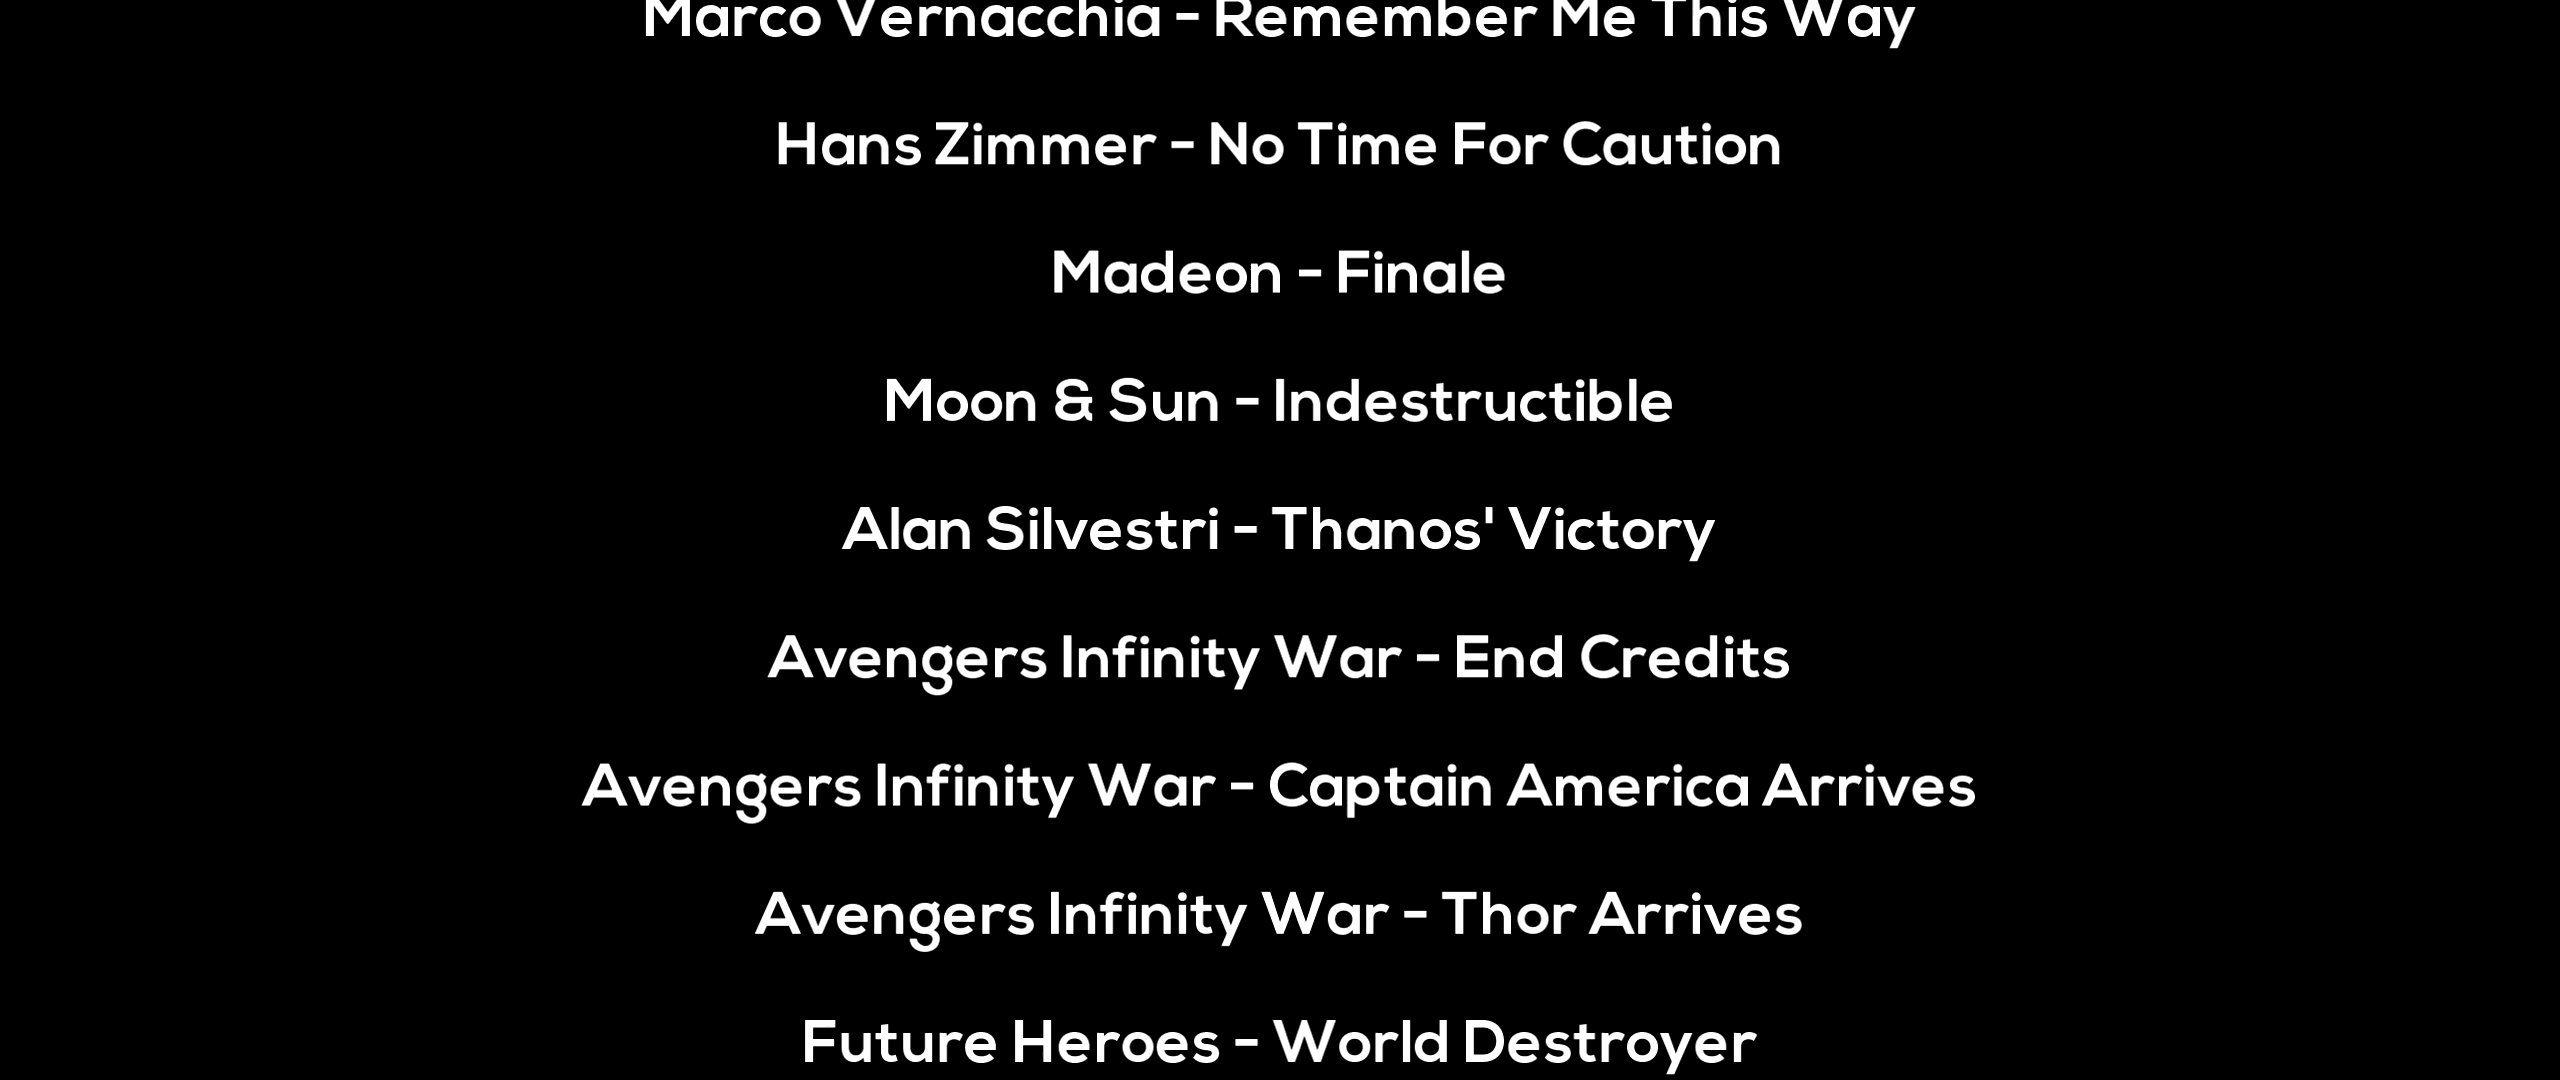 Marco Vernacchia - Remember Me This Way
Hans Zimmer - No Time For Caution
Madeon - Finale
Moon & Sun - Indestructible
Alan Silvestri - Thanos' Victory
Avengers Infinity War - End Credits
Avengers Infinity War - Captain America Arrives
Avengers Infinity War - Thor Arrives
Future Heroes - World Destroyer